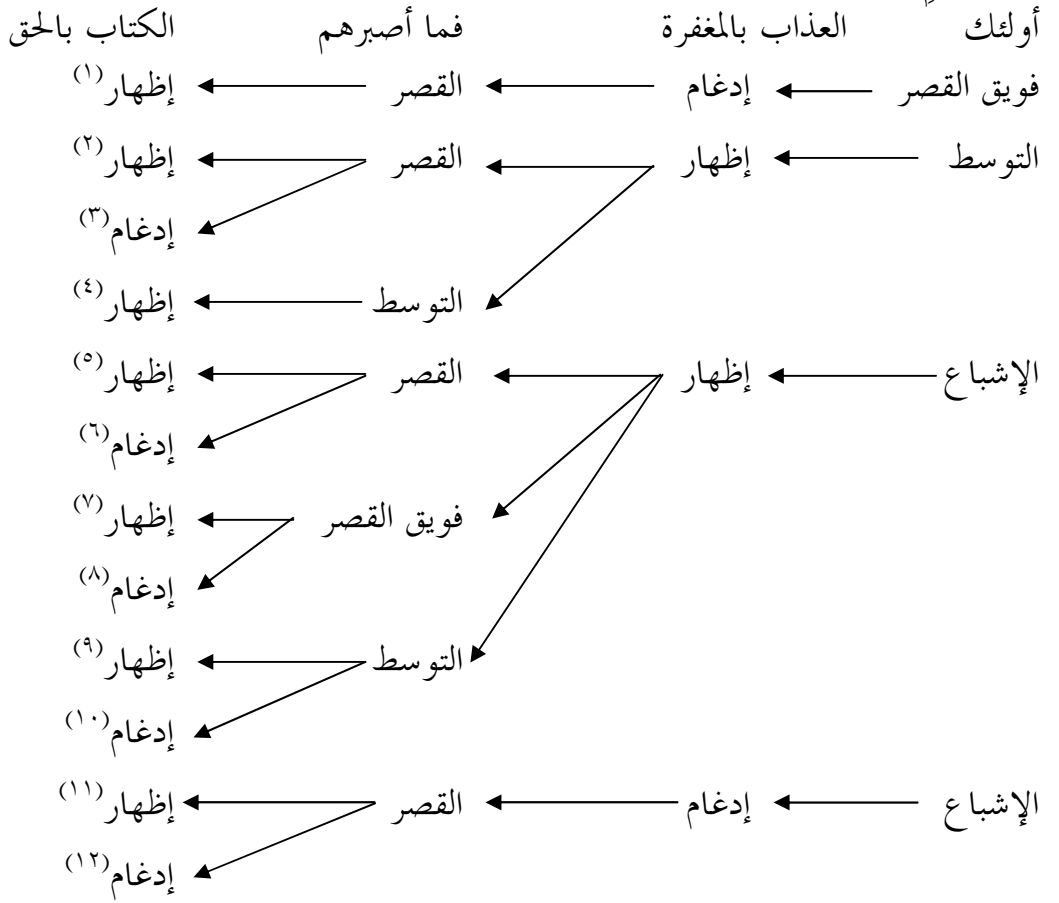 أولئك العذاب بالمغفرة فما أصبرهم الكتاب بالحق
فويق القصر إدغام القصر إظهار(١)
التوسط إظهار القصر إظهار(٢)
إدغام(٣)
التوسط إظهار(٤)
الإشباع إظهار القصر إظهار(٥)
إدغام(٦)
فويق القصر إظهار(٧)
إدغام(٨)
التوسط إظهار(٩)
إدغام(١٠)
الإشباع إدغام القصر إظهار(١١)
إدغام(١٢)